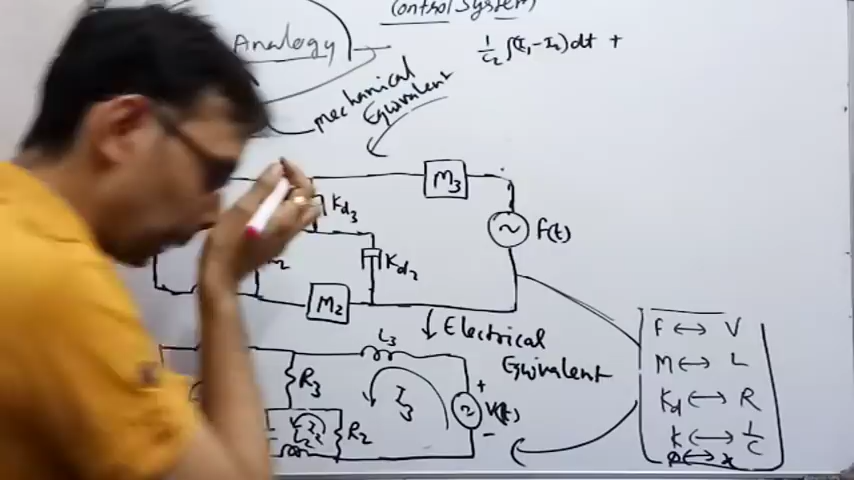 Control System)
Analogy
1/C2 ∫(I1-I2)dt +
mechanical
Equivalent
M3
Kd3
f(t)
Kd2
M2
Electrical
Equivalent
L3
R3
I3
V(t)
+
-
I2
R2
F ↔ V
M ↔ L
Kd ↔ R
K ↔ 1/C